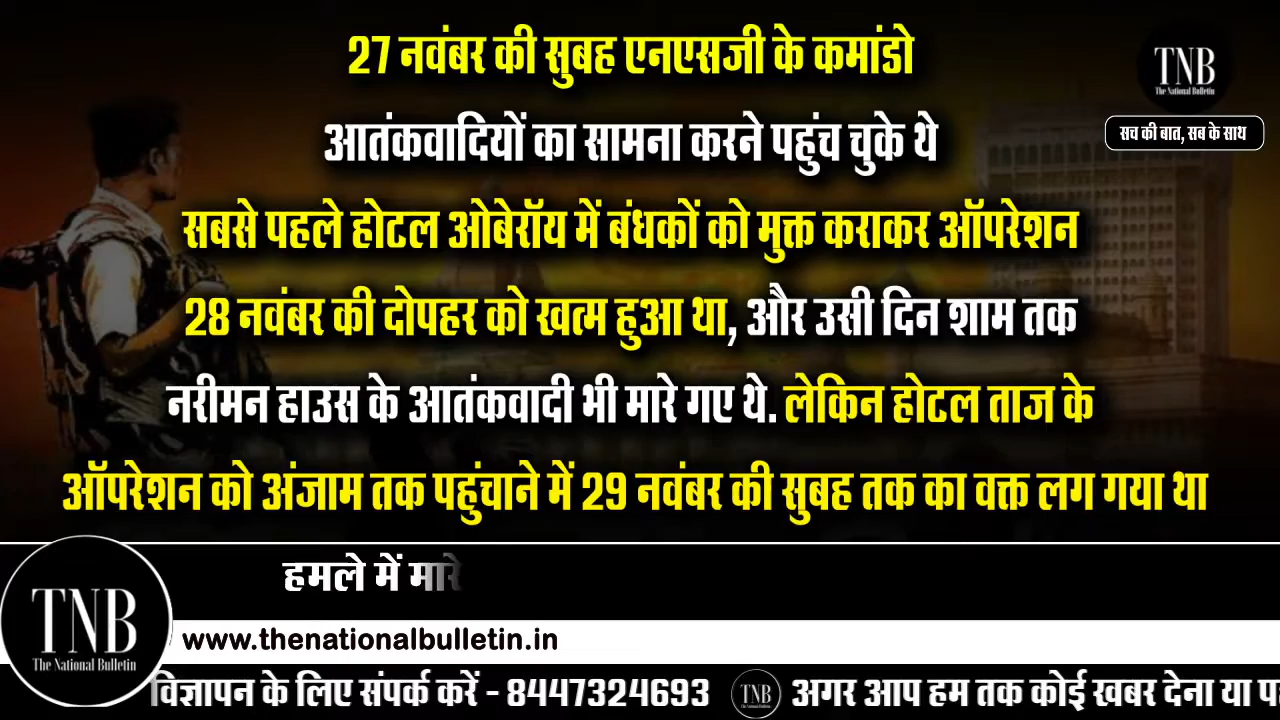 27 नवंबर की सुबह एनएसजी के कमांडो
आतंकवादियों का सामना करने पहुंच चुके थे
सबसे पहले होटल ओबेरॉय में बंधकों को मुक्त कराकर ऑपरेशन
28 नवंबर की दोपहर को खत्म हुआ था, और उसी दिन शाम तक
नरीमन हाउस के आतंकवादी भी मारे गए थे. लेकिन होटल ताज के
ऑपरेशन को अंजाम तक पहुंचाने में 29 नवंबर की सुबह तक का वक्त लग गया था
TNB
The National Bulletin
सच की बात, सब के साथ
हमले में मारे
TNB
The National Bulletin
www.thenationalbulletin.in
विज्ञापन के लिए संपर्क करें - 8447324693
TNB
अगर आप हम तक कोई खबर देना या